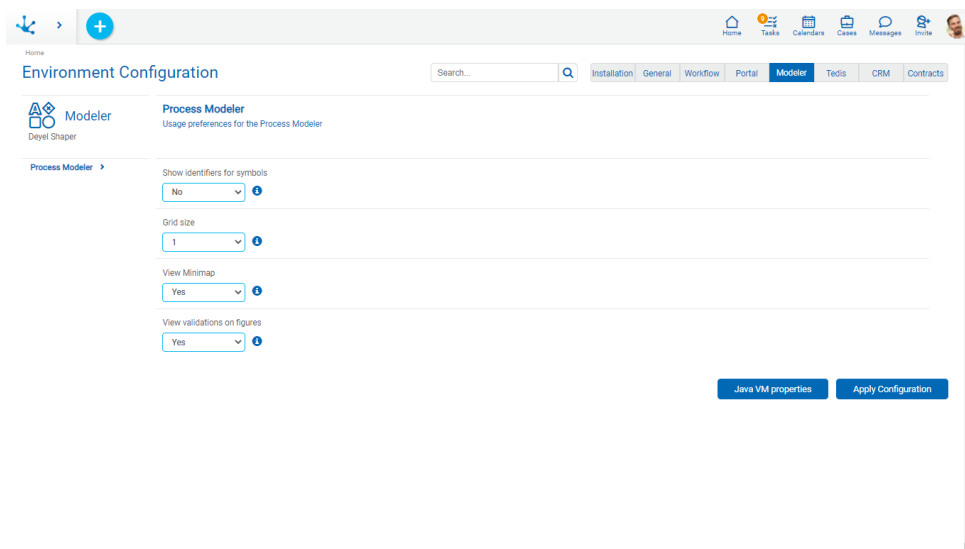 9
Home
Tasks
Calendars
Cases
Messages
Invite
Home
Environment Configuration
Search...
Installation
General
Workflow
Portal
Modeler
Tedis
CRM
Contracts
Modeler
Deyel Shaper
Process Modeler
Process Modeler
Usage preferences for the Process Modeler
Show identifiers for symbols
No
Grid size
1
View Minimap
Yes
View validations on figures
Yes
Java VM properties
Apply Configuration